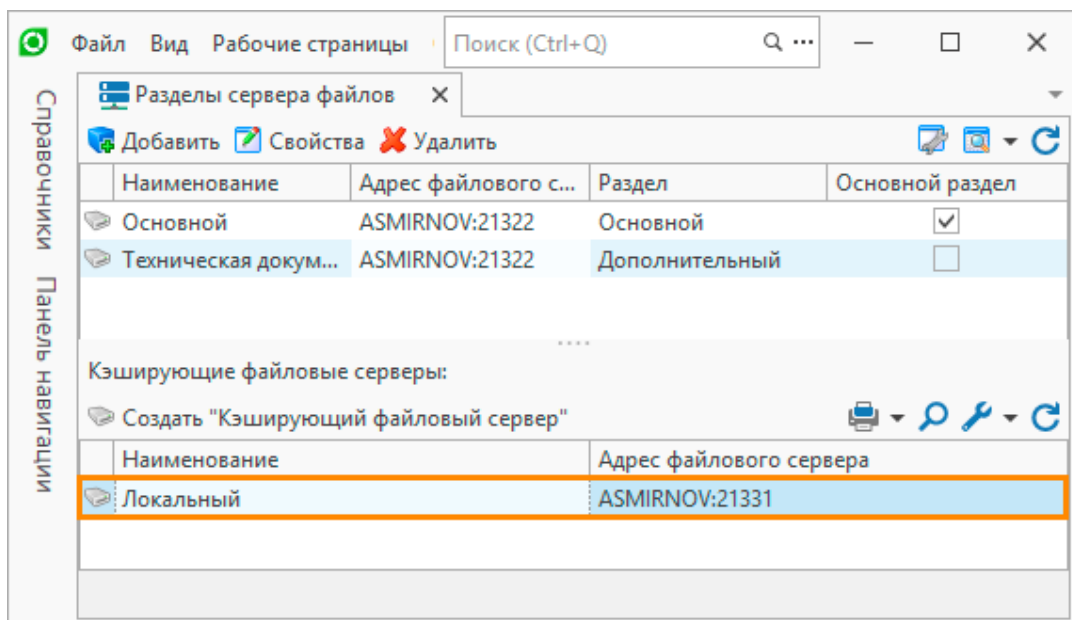 Файл Вид Рабочие страницы Поиск (Ctrl+Q)
Разделы сервера файлов
Добавить Свойства Удалить
Наименование Адрес файлового с... Раздел Основной раздел
Основной ASMIRNOV:21322 Основной
Техническая докум... ASMIRNOV:21322 Дополнительный
Кэширующие файловые серверы:
Создать "Кэширующий файловый сервер"
Наименование Адрес файлового сервера
Локальный ASMIRNOV:21331
Справочники
Панель навигации